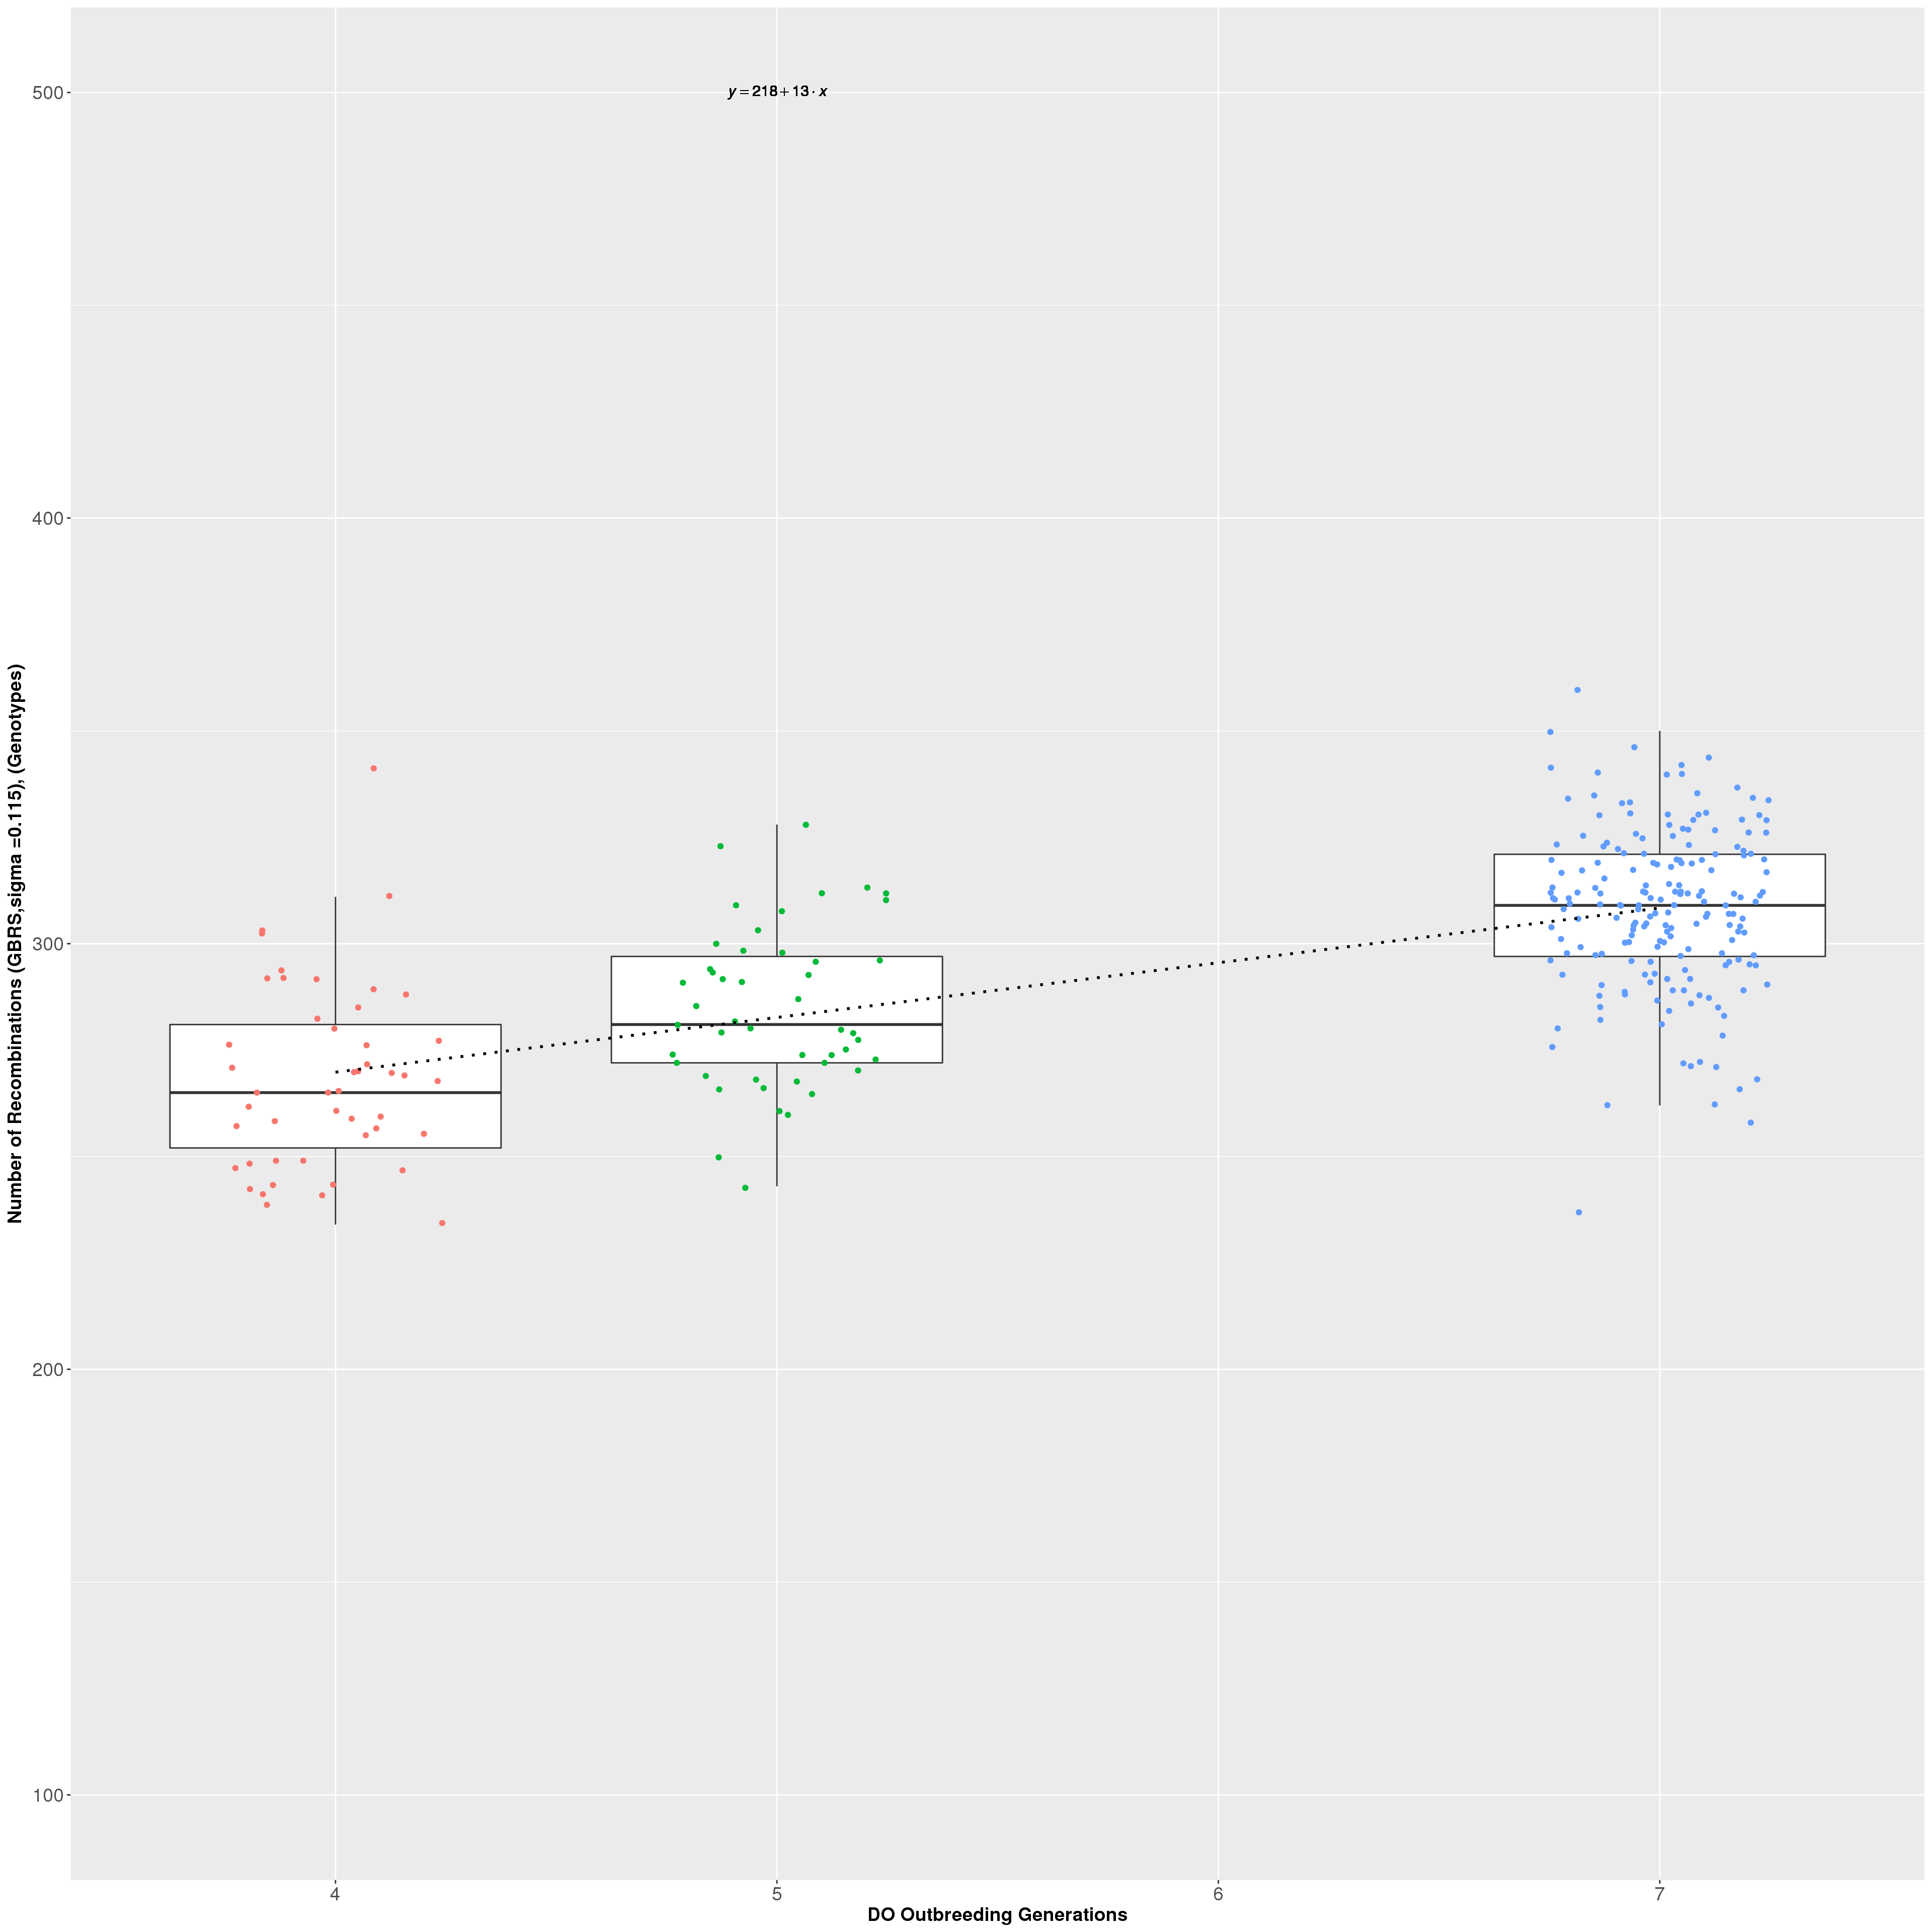 y = 218 + 13 · x
500
400
300
200
100
Number of Recombinations (GBRS,sigma =0.115), (Genotypes)
4 5 6 7
DO Outbreeding Generations